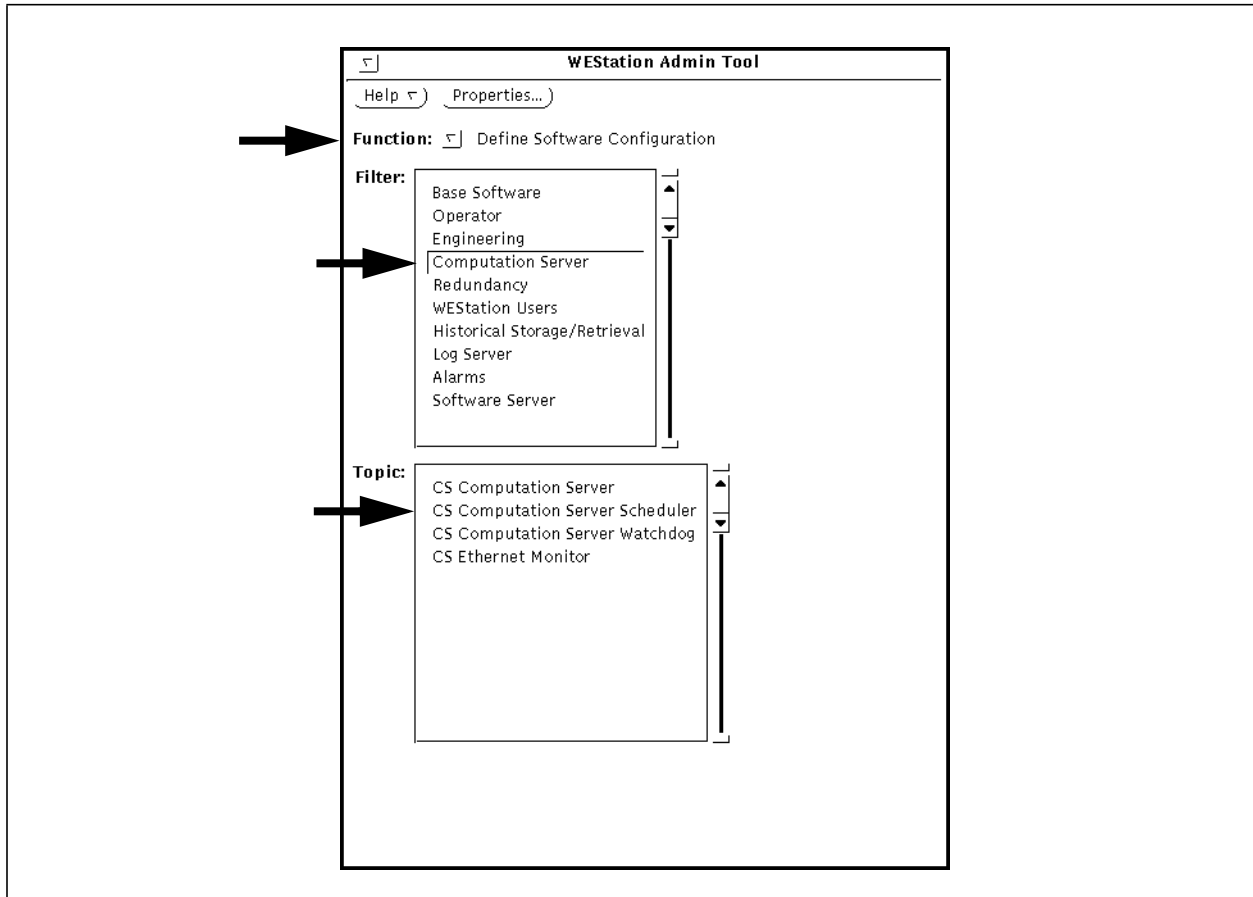 WEStation Admin Tool
Help Properties...
Function: Define Software Configuration
Filter:
Base Software
Operator
Engineering
Computation Server
Redundancy
WEStation Users
Historical Storage/Retrieval
Log Server
Alarms
Software Server
Topic:
CS Computation Server
CS Computation Server Scheduler
CS Computation Server Watchdog
CS Ethernet Monitor